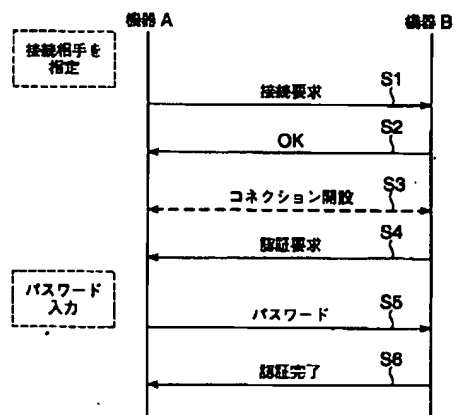 機器 A
機器 B
接続相手を
指定
S1
接続要求
S2
OK
S3
コネクション開設
S4
認証要求
パスワード
入力
S5
パスワード
S6
認証完了